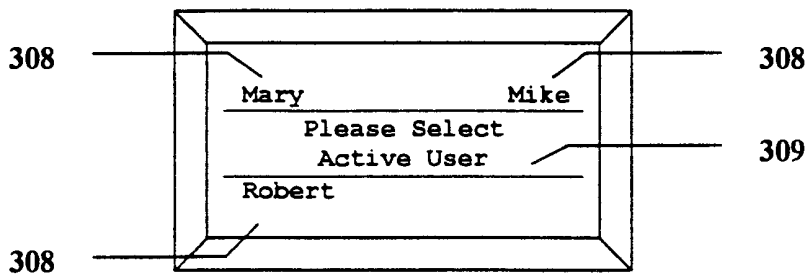 308 308
Mary Mike
Please Select
Active User
309
Robert
308